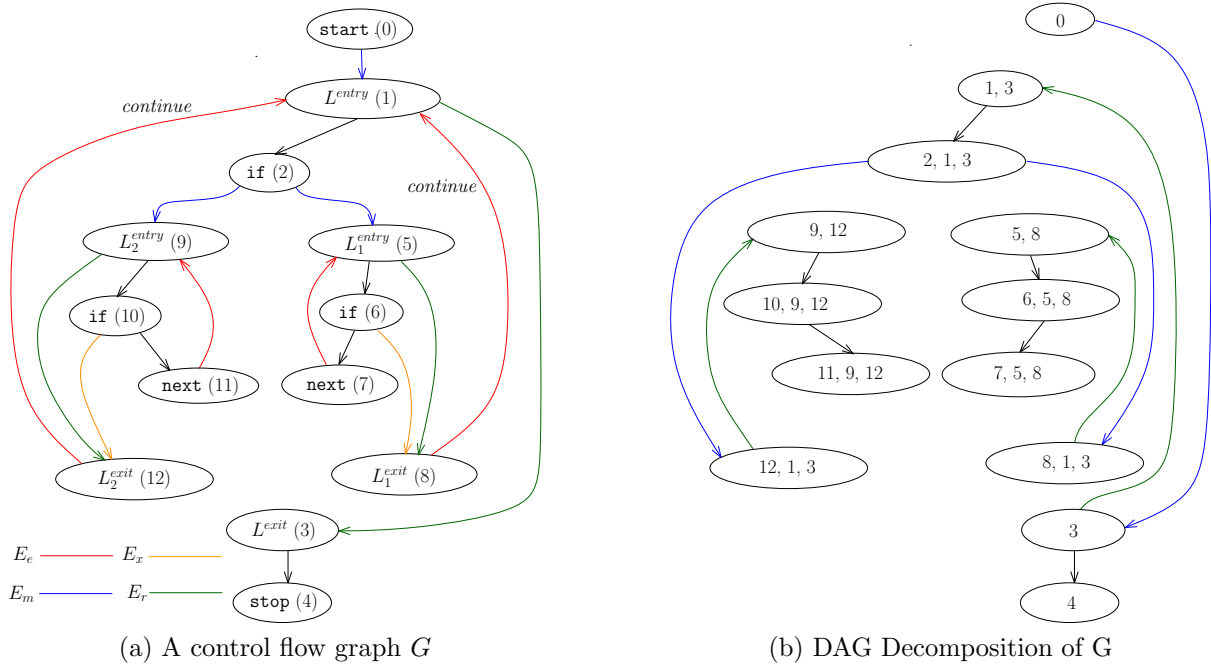 start (0)
L^{entry} (1)
continue
if (2)
continue
L_2^{entry} (9)
L_1^{entry} (5)
if (10)
if (6)
next (11)
next (7)
L_2^{exit} (12)
L_1^{exit} (8)
L^{exit} (3)
E_e
E_x
E_m
E_r
stop (4)
(a) A control flow graph G
0
1, 3
2, 1, 3
9, 12
5, 8
10, 9, 12
6, 5, 8
11, 9, 12
7, 5, 8
12, 1, 3
8, 1, 3
3
4
(b) DAG Decomposition of G